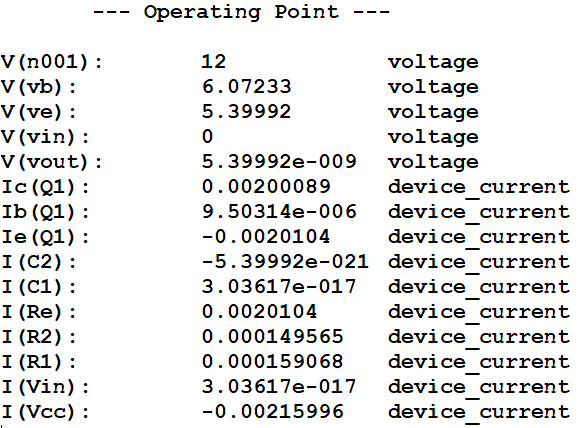 --- Operating Point ---
V(n001): 12 voltage
V(vb): 6.07233 voltage
V(ve): 5.39992 voltage
V(vin): 0 voltage
V(vout): 5.39992e-009 voltage
Ic(Q1): 0.00200089 device_current
Ib(Q1): 9.50314e-006 device_current
Ie(Q1): -0.0020104 device_current
I(C2): -5.39992e-021 device_current
I(C1): 3.03617e-017 device_current
I(Re): 0.0020104 device_current
I(R2): 0.000149565 device_current
I(R1): 0.000159068 device_current
I(Vin): 3.03617e-017 device_current
I(Vcc): -0.00215996 device_current